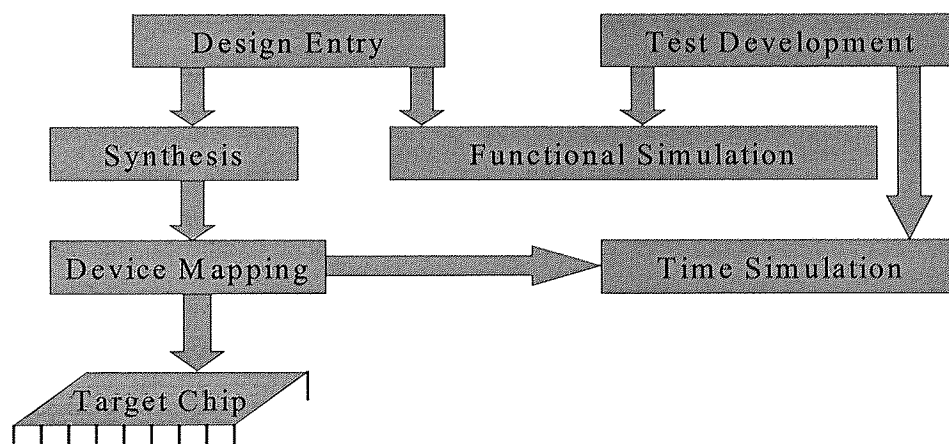 Design Entry
Test Development
Synthesis
Functional Simulation
Device Mapping
Time Simulation
Target Chip